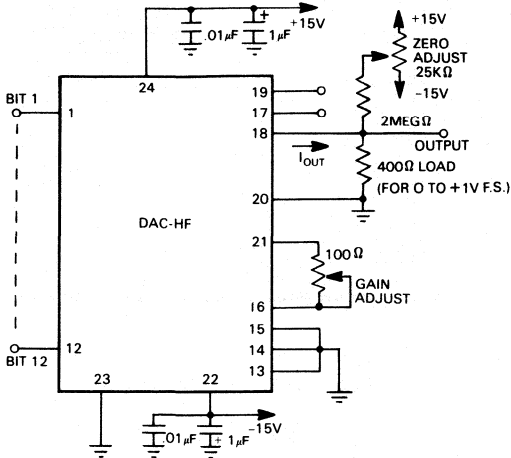 +15V
.01µF
+
1µF
+15V
ZERO
ADJUST
25KΩ
-15V
24
19
17
18
2MEGΩ
OUTPUT
IOUT
400Ω LOAD
(FOR 0 TO +1V F.S.)
BIT 1
1
DAC-HF
20
21
100Ω
GAIN
ADJUST
16
15
14
13
12
BIT 12
23
22
-15V
.01µF
+ 1µF